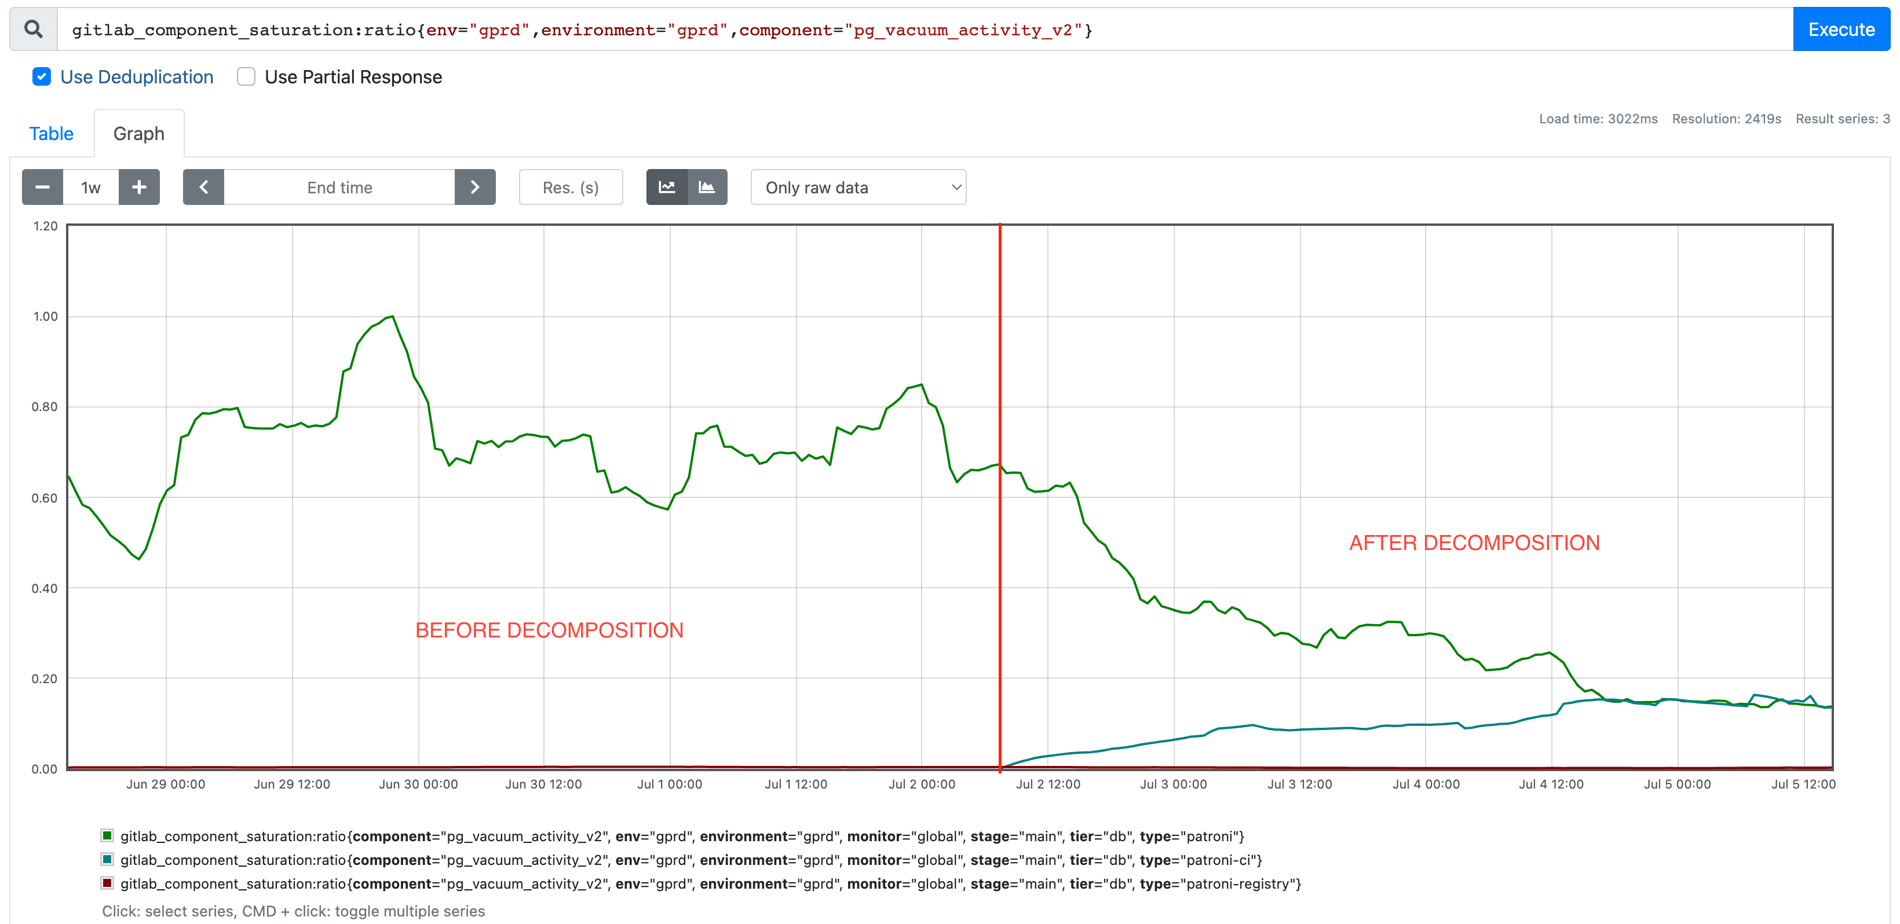 gitlab_component_saturation:ratio{env="gprd",environment="gprd",component="pg_vacuum_activity_v2"}
Execute
Use Deduplication
Use Partial Response
Table
Graph
Load time: 3022ms Resolution: 2419s Result series: 3
1w
End time
Res. (s)
Only raw data
1.20
1.00
0.80
0.60
0.40
0.20
0.00
BEFORE DECOMPOSITION
AFTER DECOMPOSITION
Jun 29 00:00
Jun 29 12:00
Jun 30 00:00
Jun 30 12:00
Jul 1 00:00
Jul 1 12:00
Jul 2 00:00
Jul 2 12:00
Jul 3 00:00
Jul 3 12:00
Jul 4 00:00
Jul 4 12:00
Jul 5 00:00
Jul 5 12:00
gitlab_component_saturation:ratio{component="pg_vacuum_activity_v2", env="gprd", environment="gprd", monitor="global", stage="main", tier="db", type="patroni"}
gitlab_component_saturation:ratio{component="pg_vacuum_activity_v2", env="gprd", environment="gprd", monitor="global", stage="main", tier="db", type="patroni-ci"}
gitlab_component_saturation:ratio{component="pg_vacuum_activity_v2", env="gprd", environment="gprd", monitor="global", stage="main", tier="db", type="patroni-registry"}
Click: select series, CMD + click: toggle multiple series